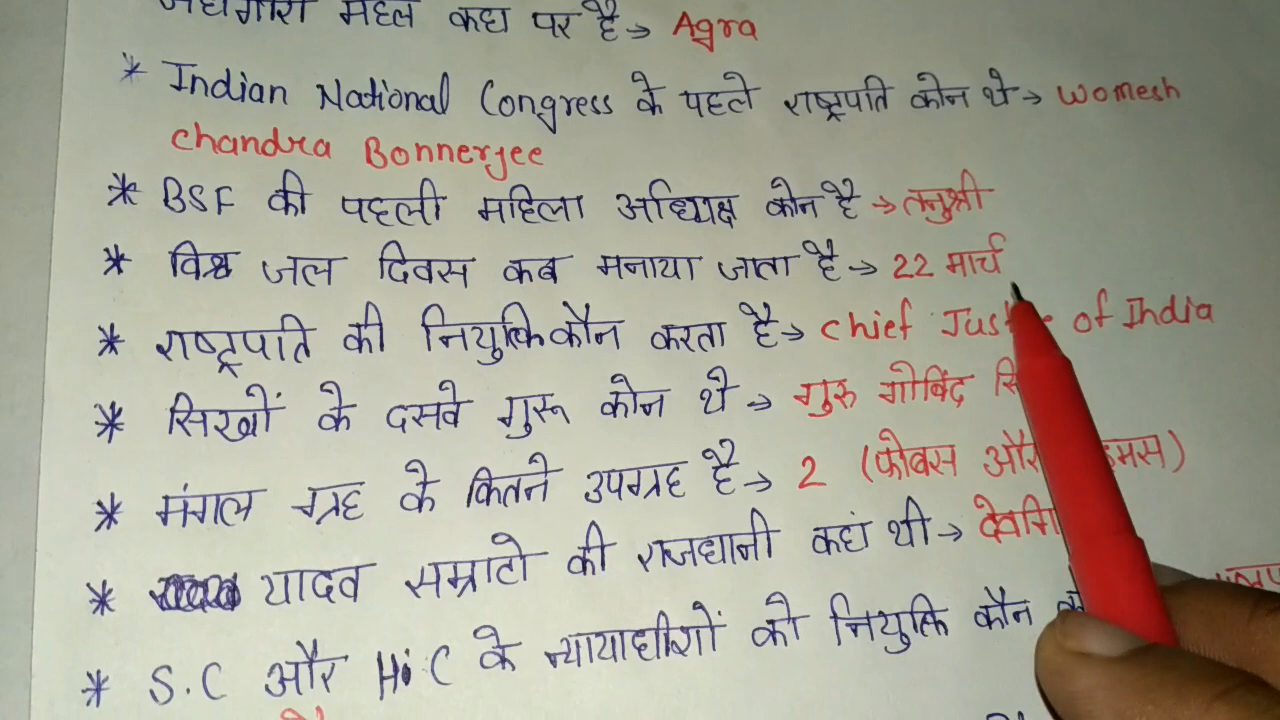 महल कहा पर है → Agra
* Indian National Congress के पहले राष्ट्रपति कौन थे → Womesh
Chandra Bonnerjee
* BSF की पहली महिला अधियिक्ष कोन है → तनुश्री
* विश्व जल दिवस कब मनाया जाता है → 22 मार्च
* राष्ट्रपति की नियुक्ति कौन करता है → Chief of India
* सिखों के दसवे गुरू कोन थे → गुरु गोबिंद
* मंगल ग्रह के कितने उपग्रह है → 2 (फोबस और
* यादव सम्राटो की राजधानी कहां थी →
* S.C और H.C के न्यायाधीशों को नियुक्ति कौन